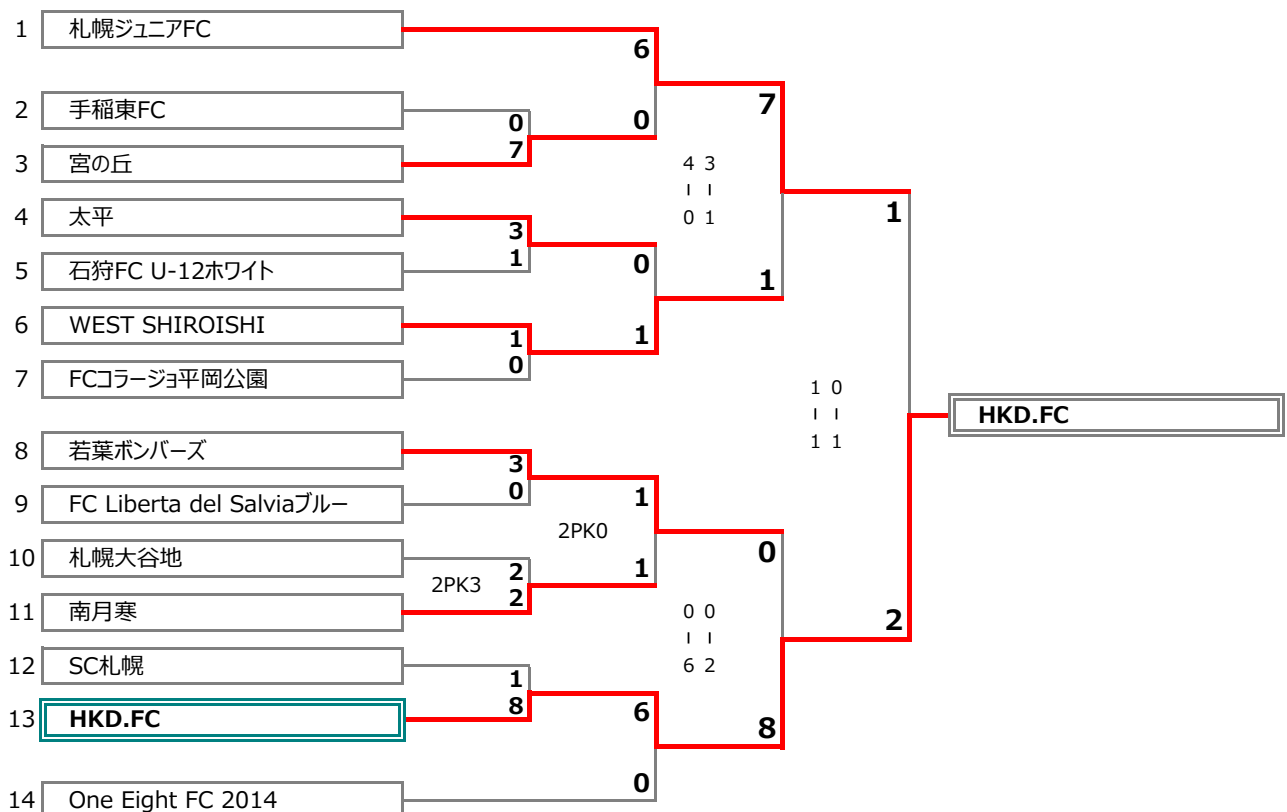 1 札幌ジュニアFC
6
2 手稲東FC
0
0
7
7
3 宮の丘
4 3
ー ー
0 1
4 太平
1
3
1
0
5 石狩FC U-12ホワイト
1
6 WEST SHIROISHI
1
1
0
7 FCコラージョ平岡公園
1 0
ー ー
1 1
HKD.FC
8 若葉ボンバーズ
3
0
1
9 FC Liberta del Salviaブルー
2PK0
10 札幌大谷地
0
2
1
2PK3
2
11 南月寒
0 0
ー ー
6 2
2
12 SC札幌
1
8
6
13 HKD.FC
8
0
14 One Eight FC 2014